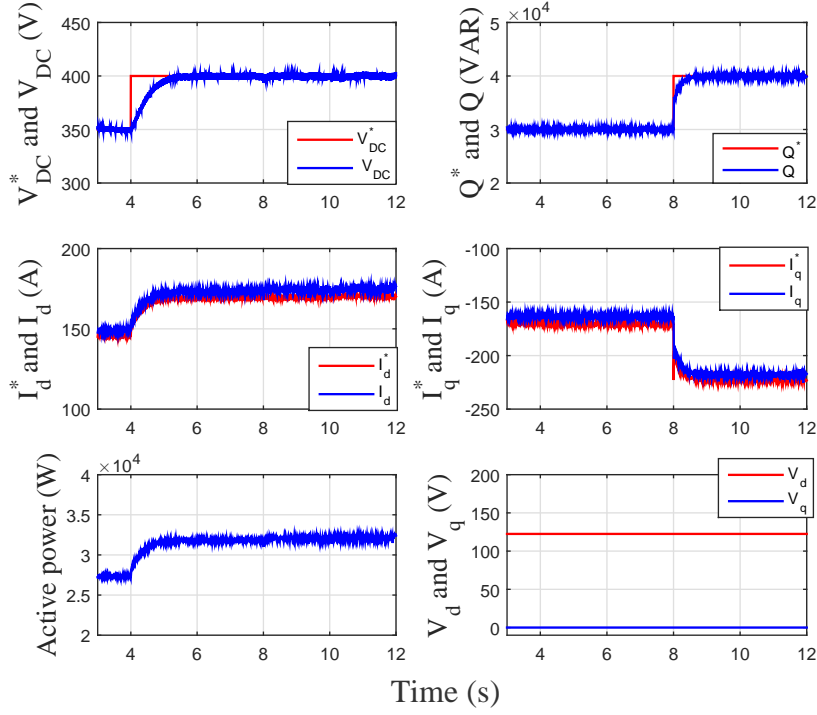 V*DC and VDC (V)
450
400
350
300
4 6 8 10 12
V*DC
VDC
Q* and Q (VAR)
×10^4
5
4
3
2
4 6 8 10 12
Q*
Q
I*d and Id (A)
200
150
100
4 6 8 10 12
I*d
Id
I*q and Iq (A)
-100
-150
-200
-250
4 6 8 10 12
I*q
Iq
Active power (W)
×10^4
4
3.5
3
2.5
2
4 6 8 10 12
Vd and Vq (V)
200
150
100
50
0
4 6 8 10 12
Vd
Vq
Time (s)